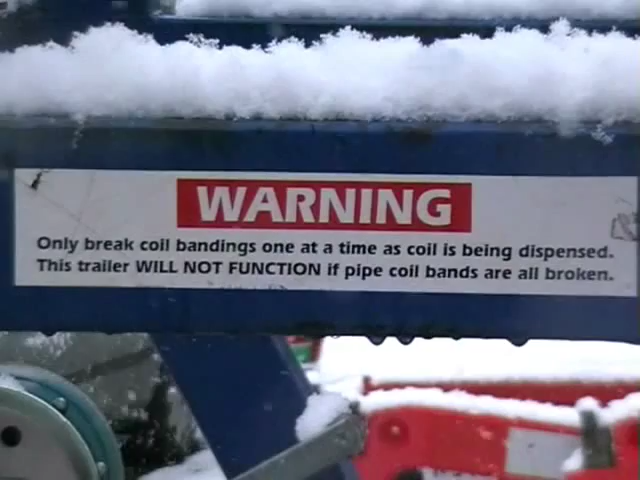 WARNING
Only break coil bandings one at a time as coil is being dispensed.
This trailer WILL NOT FUNCTION if pipe coil bands are all broken.